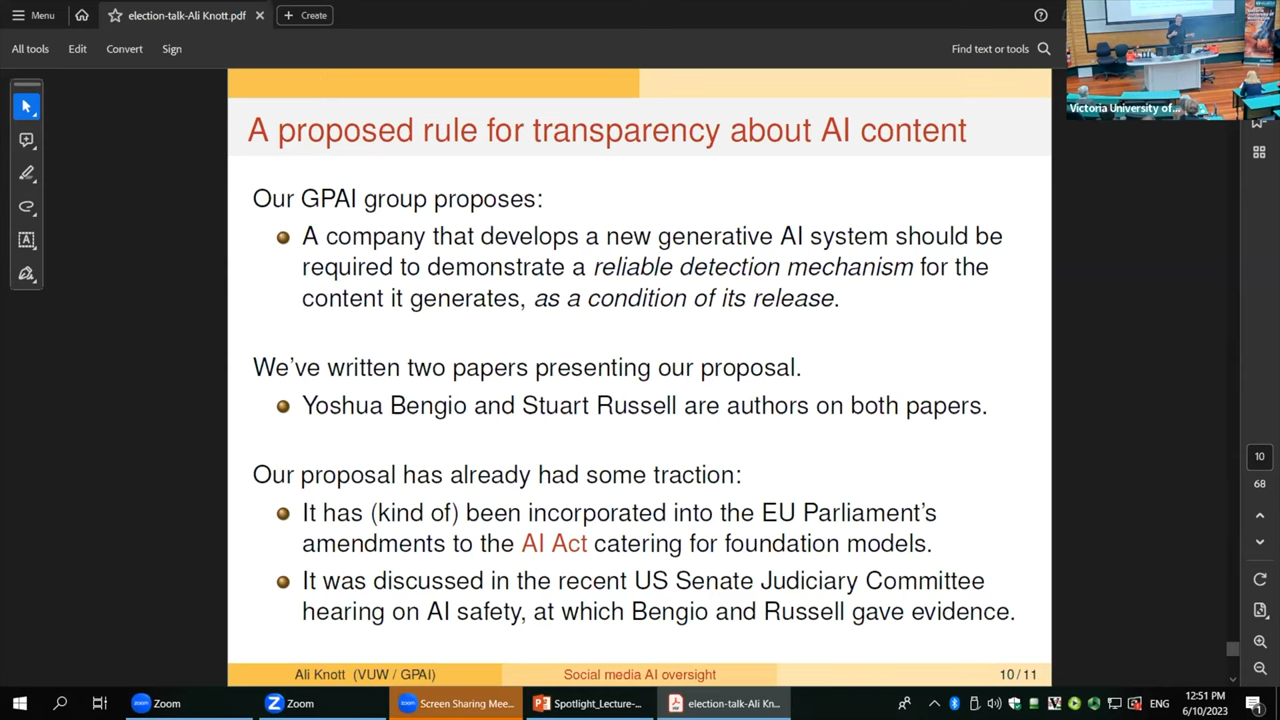 Menu
election-talk-Ali Knott.pdf
Create
All tools
Edit
Convert
Sign
Find text or tools
Victoria University of...
A proposed rule for transparency about AI content
Our GPAI group proposes:
A company that develops a new generative AI system should be
required to demonstrate a reliable detection mechanism for the
content it generates, as a condition of its release.
We've written two papers presenting our proposal.
Yoshua Bengio and Stuart Russell are authors on both papers.
Our proposal has already had some traction:
It has (kind of) been incorporated into the EU Parliament's
amendments to the AI Act catering for foundation models.
It was discussed in the recent US Senate Judiciary Committee
hearing on AI safety, at which Bengio and Russell gave evidence.
Ali Knott (VUW / GPAI)
Social media AI oversight
10/11
10
68
Zoom
Zoom
Screen Sharing Mee...
Spotlight_Lecture-...
election-talk-Ali Kn...
ENG
12:51 PM
6/10/2023
1